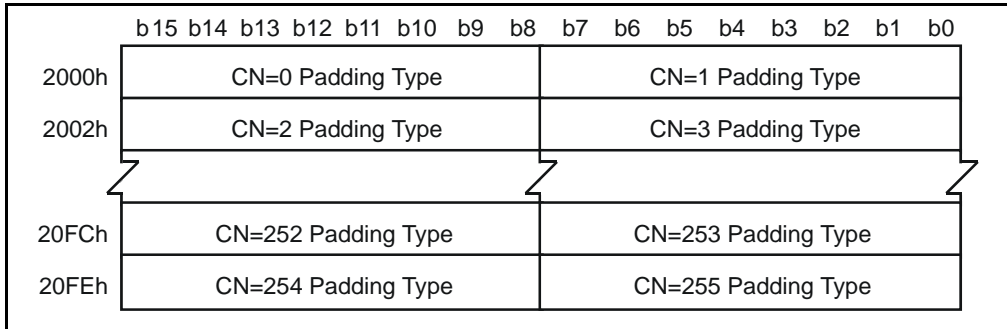 b15 b14 b13 b12 b11 b10 b9 b8 b7 b6 b5 b4 b3 b2 b1 b0
2000h CN=0 Padding Type CN=1 Padding Type
2002h CN=2 Padding Type CN=3 Padding Type
20FCh CN=252 Padding Type CN=253 Padding Type
20FEh CN=254 Padding Type CN=255 Padding Type